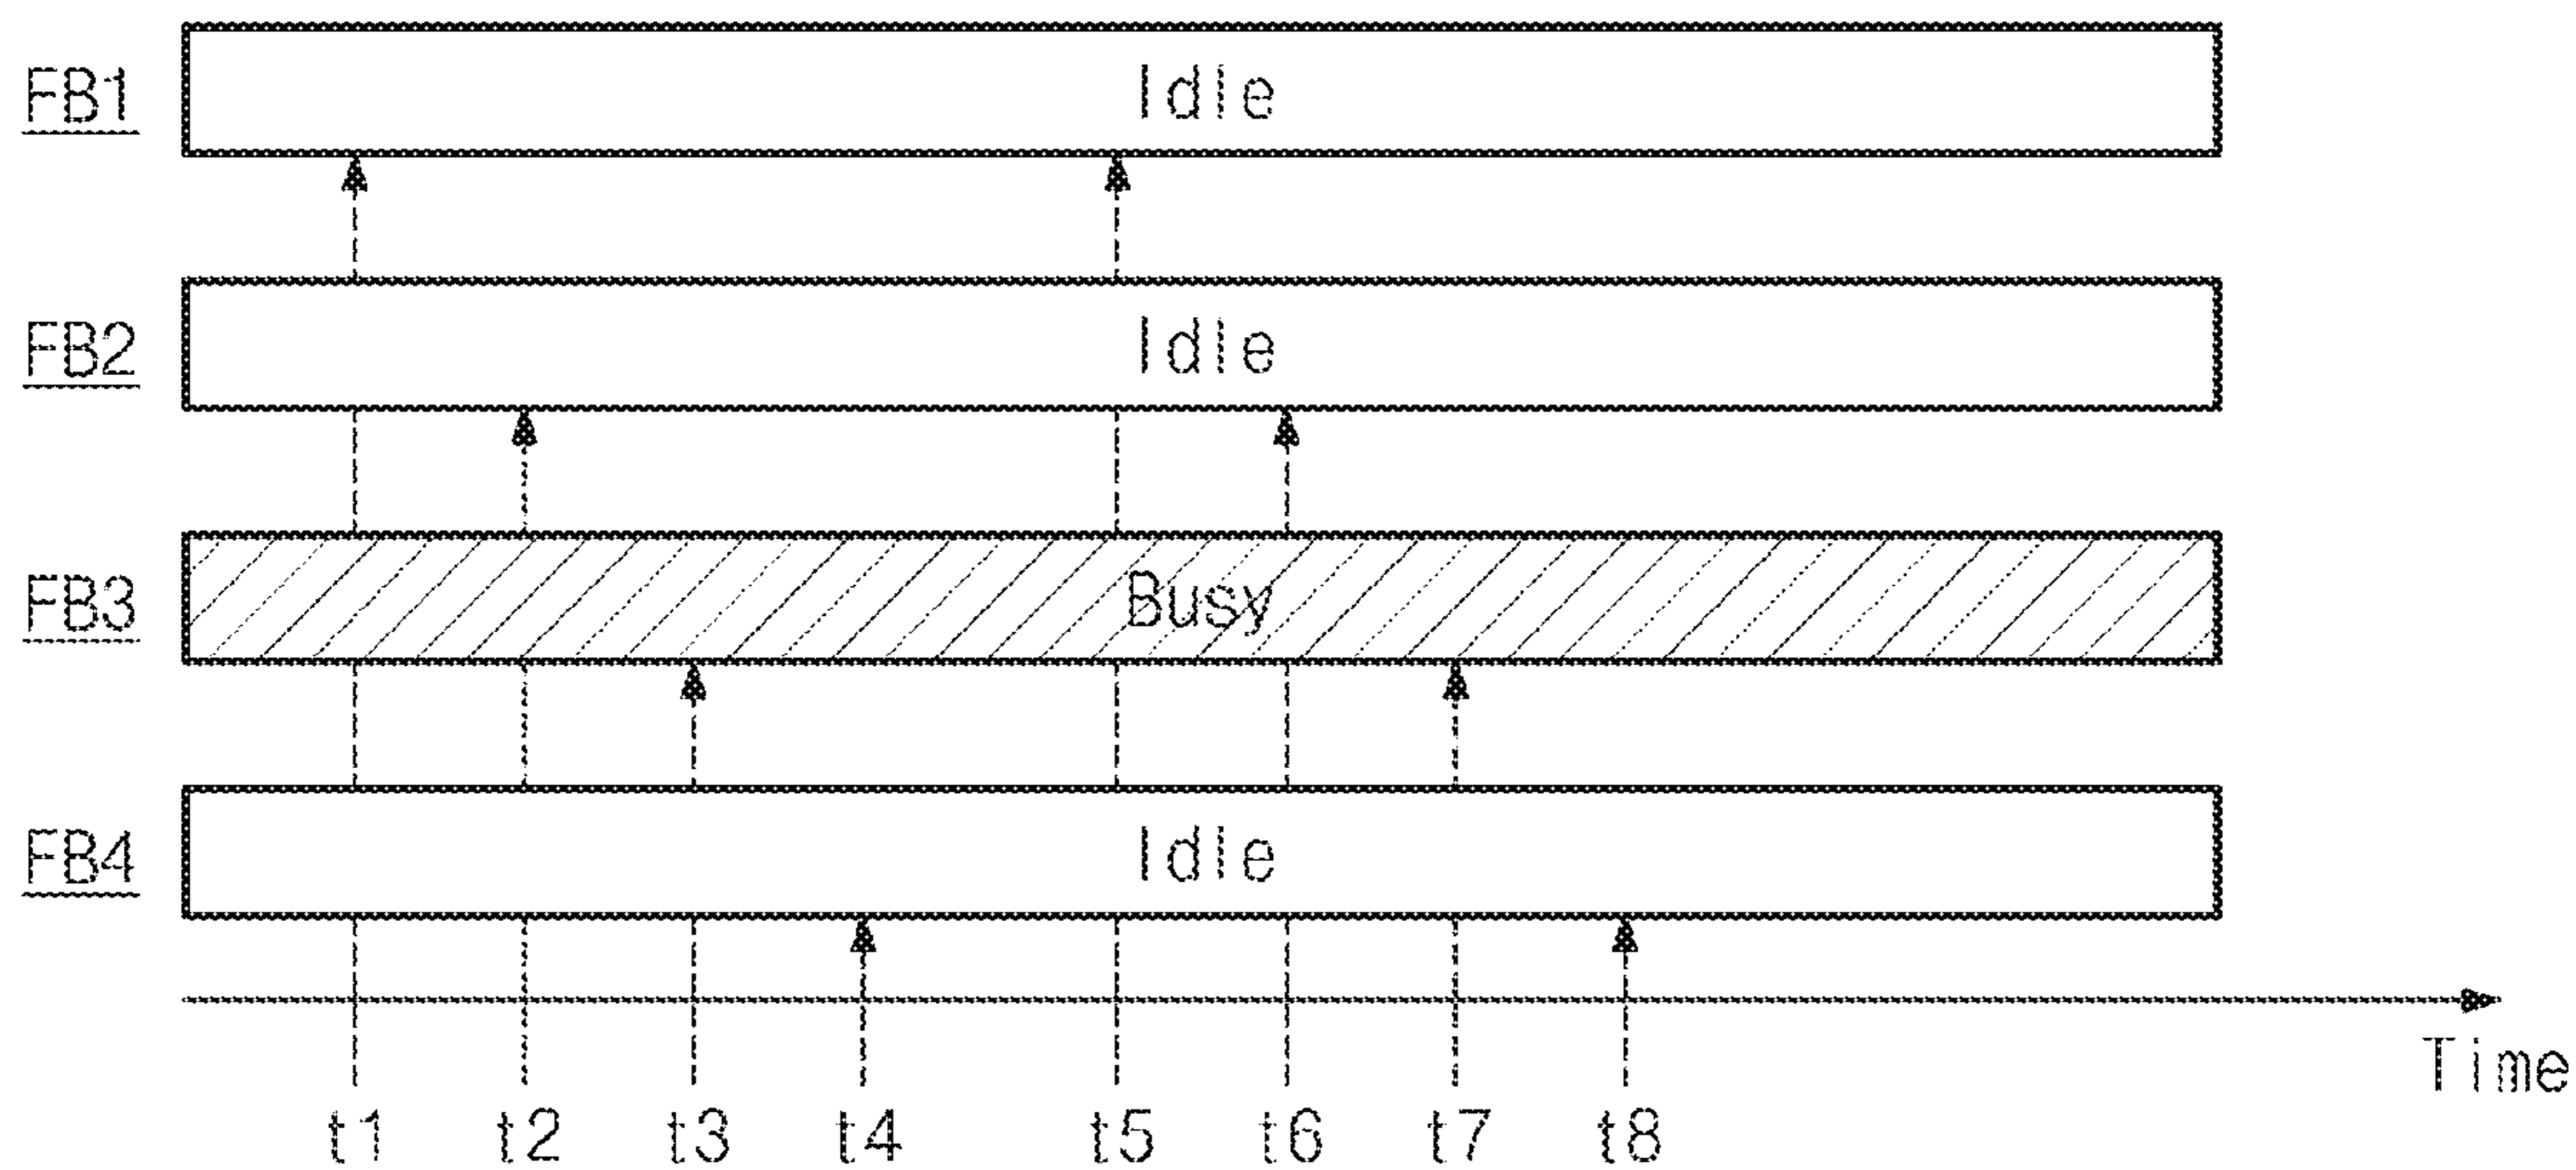 FB1 Idle
FB2 Idle
FB3 Busy
FB4 Idle
Time
t1 t2 t3 t4 t5 t6 t7 t8